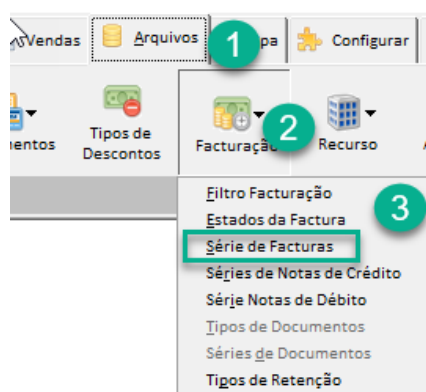 Vendas Arquivos 1 pa Configurar
entos Tipos de Descontos Facturação 2 Recurso
3
Filtro Facturação
Estados da Factura
Série de Facturas
Séries de Notas de Crédito
Série Notas de Débito
Tipos de Documentos
Séries de Documentos
Tipos de Retenção